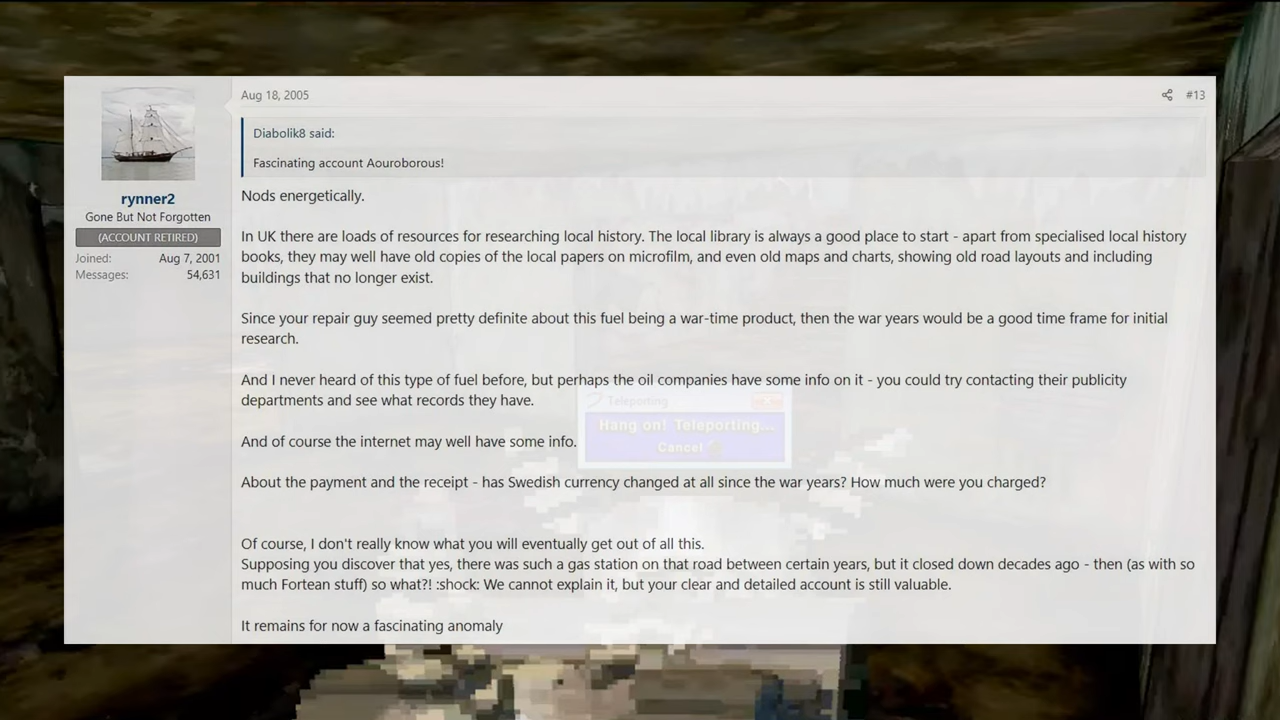 Aug 18, 2005
#13
Diabolik8 said:
Fascinating account Aouroborous!
rynner2
Gone But Not Forgotten
(ACCOUNT RETIRED)
Joined: Aug 7, 2001
Messages: 54,631
Nods energetically.
In UK there are loads of resources for researching local history. The local library is always a good place to start - apart from specialised local history
books, they may well have old copies of the local papers on microfilm, and even old maps and charts, showing old road layouts and including
buildings that no longer exist.
Since your repair guy seemed pretty definite about this fuel being a war-time product, then the war years would be a good time frame for initial
research.
And I never heard of this type of fuel before, but perhaps the oil companies have some info on it - you could try contacting their publicity
departments and see what records they have.
Teleporting
Hang on! Teleporting...
Cancel
And of course the internet may well have some info.
About the payment and the receipt - has Swedish currency changed at all since the war years? How much were you charged?
Of course, I don't really know what you will eventually get out of all this.
Supposing you discover that yes, there was such a gas station on that road between certain years, but it closed down decades ago - then (as with so
much Fortean stuff) so what?! :shock: We cannot explain it, but your clear and detailed account is still valuable.
It remains for now a fascinating anomaly